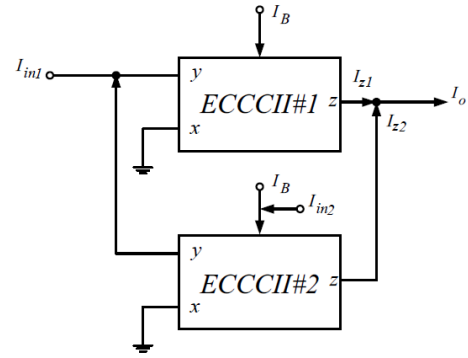 I_B
I_in1
y
ECCCII#1
z
x
I_z1
I_o
I_z2
I_B
I_in2
y
ECCCII#2
z
x